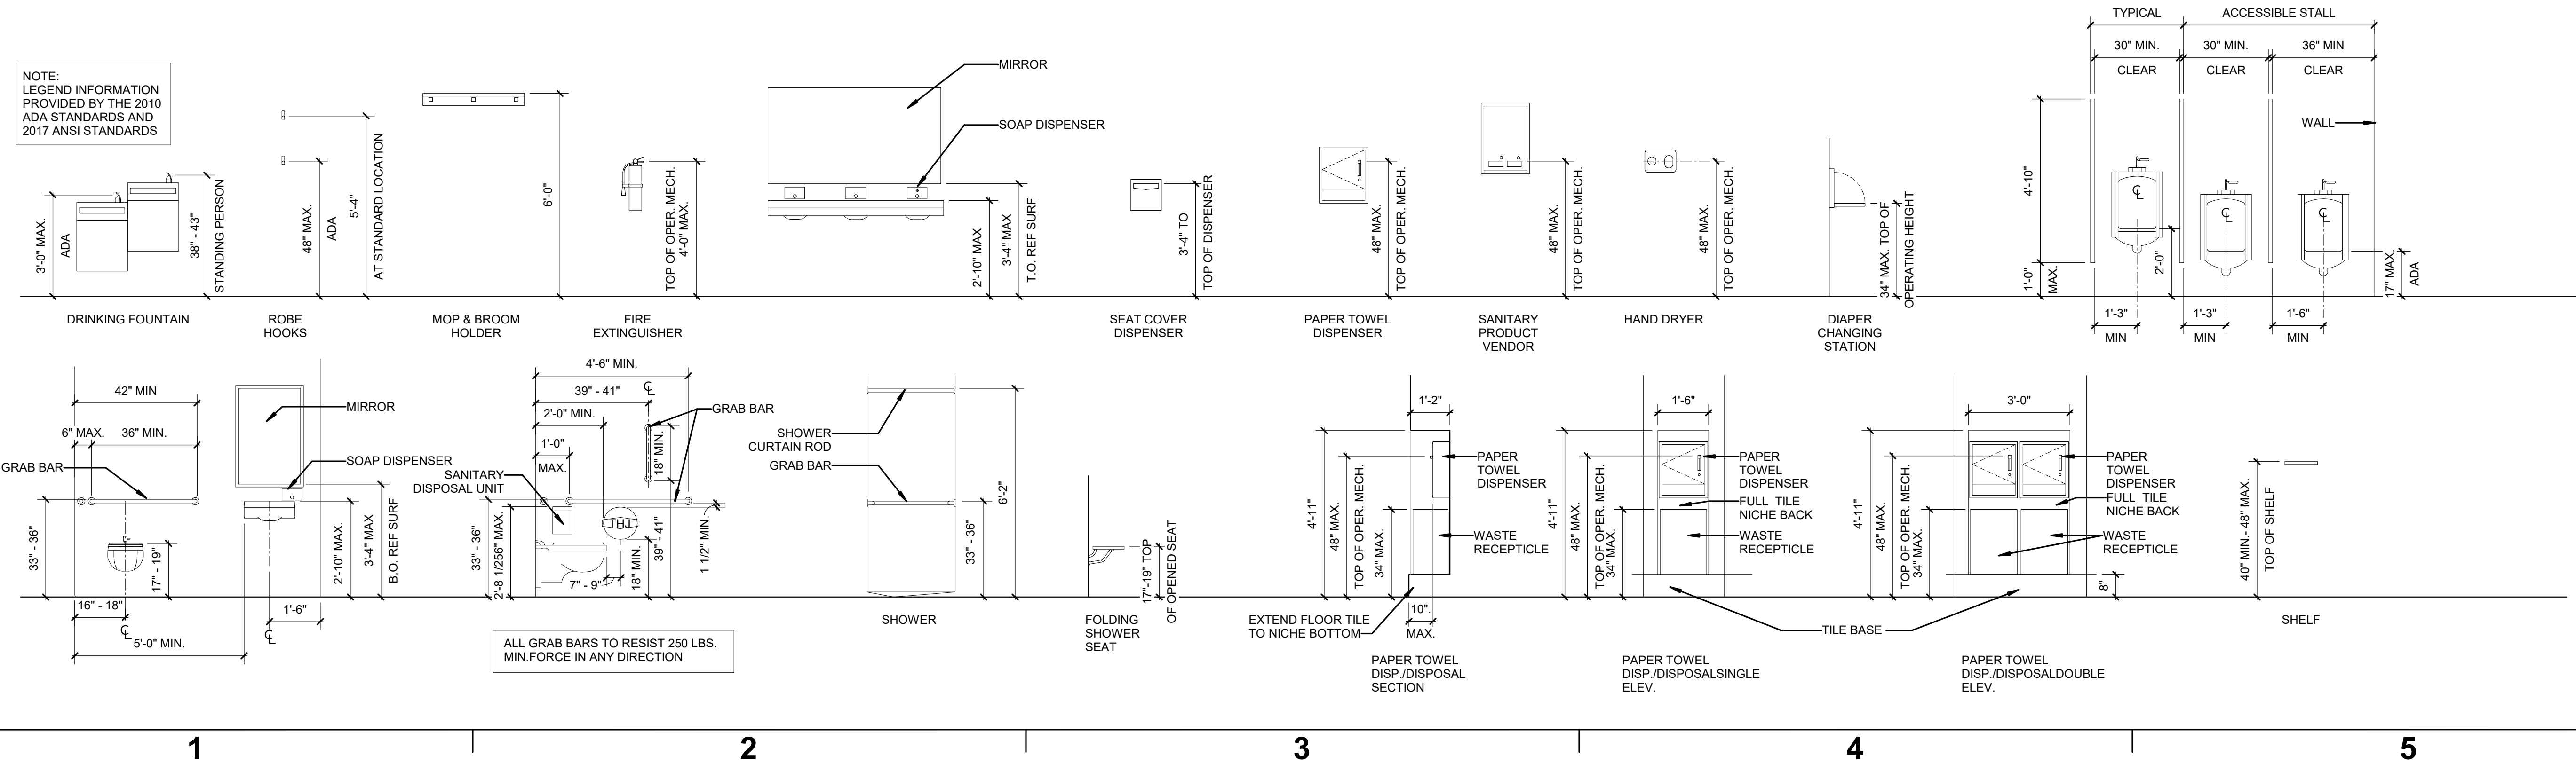 NOTE:
LEGEND INFORMATION
PROVIDED BY THE 2010
ADA STANDARDS AND
2017 ANSI STANDARDS
3'-0" MAX.
ADA
38" - 43"
STANDING PERSON
DRINKING FOUNTAIN
48" MAX.
ADA
5'-4"
AT STANDARD LOCATION
ROBE
HOOKS
6'-0"
MOP & BROOM
HOLDER
TOP OF OPER. MECH.
4'-0" MAX.
FIRE
EXTINGUISHER
MIRROR
SOAP DISPENSER
2'-10" MAX
3'-4" MAX
T.O. REF SURF
3'-4" TO
TOP OF DISPENSER
SEAT COVER
DISPENSER
48" MAX.
TOP OF OPER. MECH.
PAPER TOWEL
DISPENSER
48" MAX.
TOP OF OPER. MECH.
SANITARY
PRODUCT
VENDOR
48" MAX.
TOP OF OPER. MECH.
HAND DRYER
34" MAX. TOP OF
OPERATING HEIGHT
DIAPER
CHANGING
STATION
TYPICAL
ACCESSIBLE STALL
30" MIN.
CLEAR
30" MIN.
CLEAR
36" MIN
CLEAR
WALL
4'-10"
1'-0"
MAX.
CL
CL
CL
2'-0"
17" MAX.
ADA
1'-3"
MIN
1'-3"
MIN
1'-6"
MIN
42" MIN
6" MAX.
36" MIN.
GRAB BAR
MIRROR
SOAP DISPENSER
33" - 36"
17" - 19"
2'-10" MAX.
3'-4" MAX
B.O. REF SURF
16" - 18"
CL
1'-6"
CL
5'-0" MIN.
4'-6" MIN.
39" - 41"
CL
2'-0" MIN.
1'-0"
MAX.
GRAB BAR
18" MIN.
SANITARY
DISPOSAL UNIT
THJ
33" - 36"
2'-8 1/256" MAX.
7" - 9"
18" MIN.
39" - 41"
1 1/2" MIN.
ALL GRAB BARS TO RESIST 250 LBS.
MIN.FORCE IN ANY DIRECTION
SHOWER
CURTAIN ROD
GRAB BAR
33" - 36"
6'-2"
SHOWER
17"-19" TOP
OF OPENED SEAT
FOLDING
SHOWER
SEAT
1'-2"
4'-11"
48" MAX.
TOP OF OPER. MECH.
34" MAX.
PAPER
TOWEL
DISPENSER
WASTE
RECEPTICLE
EXTEND FLOOR TILE
TO NICHE BOTTOM
10".
MAX.
PAPER TOWEL
DISP./DISPOSAL
SECTION
1'-6"
4'-11"
48" MAX.
TOP OF OPER. MECH.
34" MAX.
PAPER
TOWEL
DISPENSER
FULL TILE
NICHE BACK
WASTE
RECEPTICLE
TILE BASE
PAPER TOWEL
DISP./DISPOSALSINGLE
ELEV.
3'-0"
4'-11"
48" MAX.
TOP OF OPER. MECH.
34" MAX.
PAPER
TOWEL
DISPENSER
FULL TILE
NICHE BACK
WASTE
RECEPTICLE
8"
PAPER TOWEL
DISP./DISPOSALDOUBLE
ELEV.
40" MIN.- 48" MAX.
TOP OF SHELF
SHELF
1
2
3
4
5